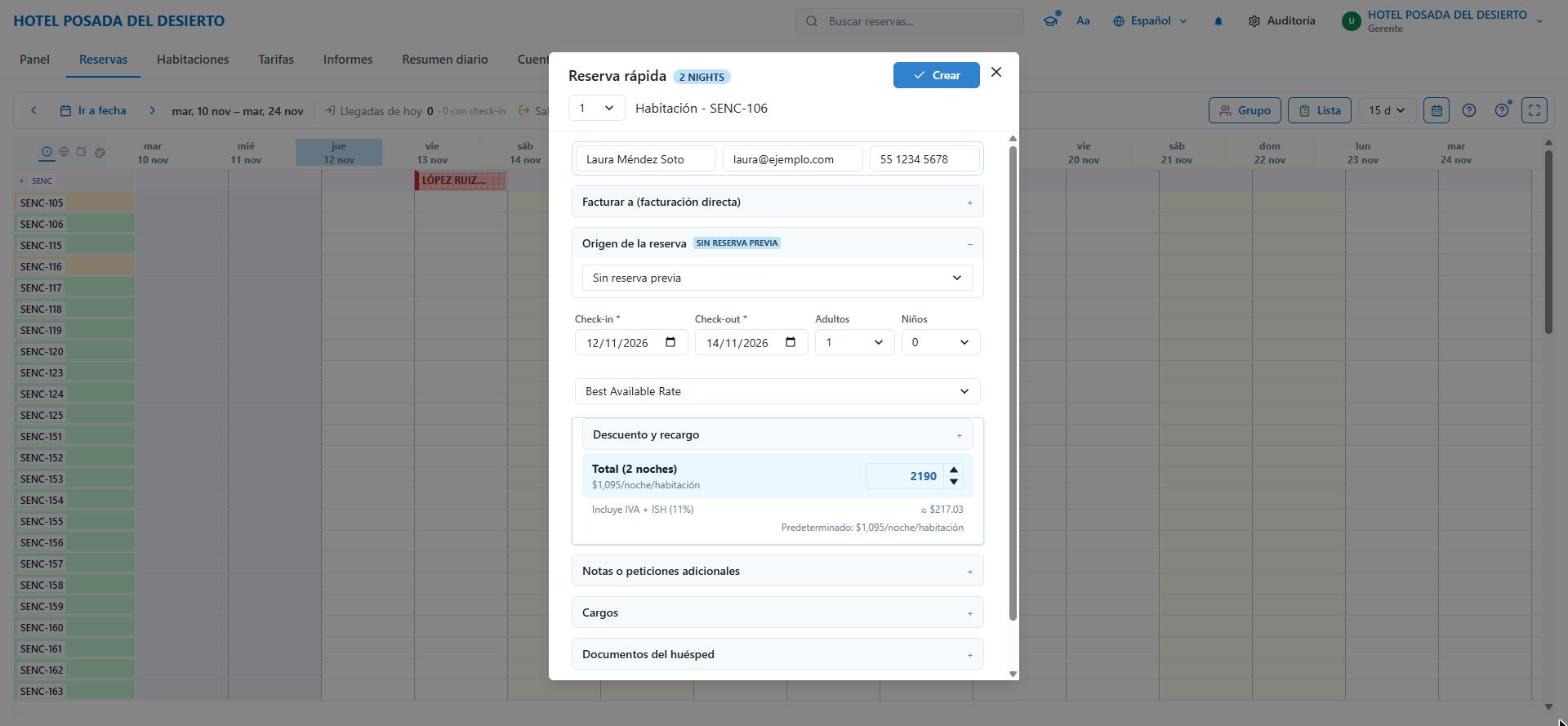 HOTEL POSADA DEL DESIERTO
Buscar reservas...
Aa
Español
Auditoría
U
HOTEL POSADA DEL DESIERTO
Gerente
Panel
Reservas
Habitaciones
Tarifas
Informes
Resumen diario
Ir a fecha
mar, 10 nov – mar, 24 nov
Llegadas de hoy 0 · 0 con check-in
Grupo
Lista
15 d
mar
10 nov
mié
11 nov
jue
12 nov
vie
13 nov
sáb
14 nov
vie
20 nov
sáb
21 nov
dom
22 nov
lun
23 nov
mar
24 nov
+ SENC
LÓPEZ RUIZ...
SENC-105
SENC-106
SENC-115
SENC-116
SENC-117
SENC-118
SENC-119
SENC-120
SENC-123
SENC-124
SENC-125
SENC-151
SENC-152
SENC-153
SENC-154
SENC-155
SENC-156
SENC-157
SENC-158
SENC-159
SENC-160
SENC-161
SENC-162
SENC-163
Reserva rápida
2 NIGHTS
Crear
1
Habitación - SENC-106
Laura Méndez Soto
laura@ejemplo.com
55 1234 5678
Facturar a (facturación directa) +
Origen de la reserva SIN RESERVA PREVIA –
Sin reserva previa
Check-in *
Check-out *
Adultos
Niños
12/11/2026
14/11/2026
1
0
Best Available Rate
Descuento y recargo +
Total (2 noches)
$1,095/noche/habitación
2190
Incluye IVA + ISH (11%)
≈ $217.03
Predeterminado: $1,095/noche/habitación
Notas o peticiones adicionales +
Cargos +
Documentos del huésped +